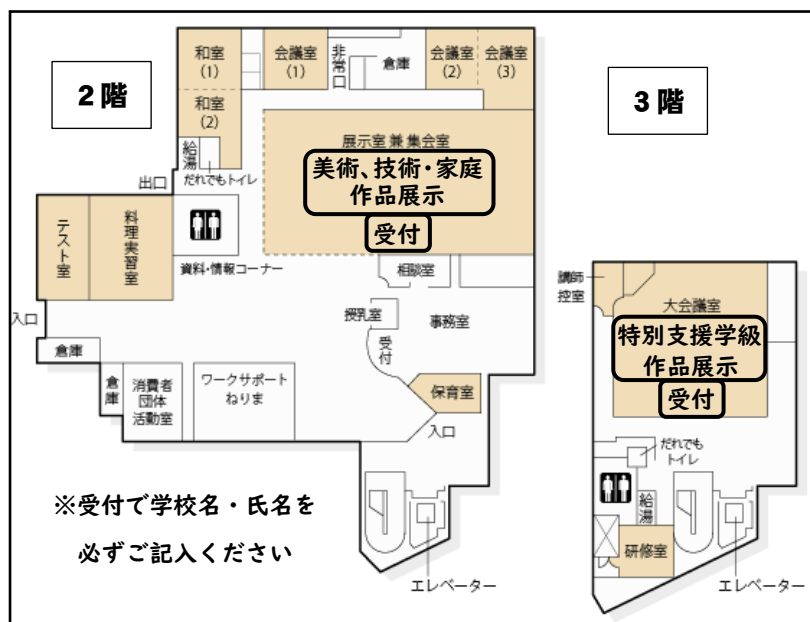 2階
和室
(1)
和室
(2)
会議室
(1)
非常口
倉庫
会議室
(2)
会議室
(3)
展示室 兼 集会室
美術、技術・家庭
作品展示
受付
給湯
だれでもトイレ
出口
テスト室
料理実習室
資料・情報コーナー
相談室
授乳室
事務室
受付
入口
倉庫
倉庫
消費者
団体
活動室
ワークサポート
ねりま
保育室
入口
※受付で学校名・氏名を
必ずご記入ください
エレベーター
3階
講師
控室
大会議室
特別支援学級
作品展示
受付
だれでも
トイレ
給湯
研修室
エレベーター